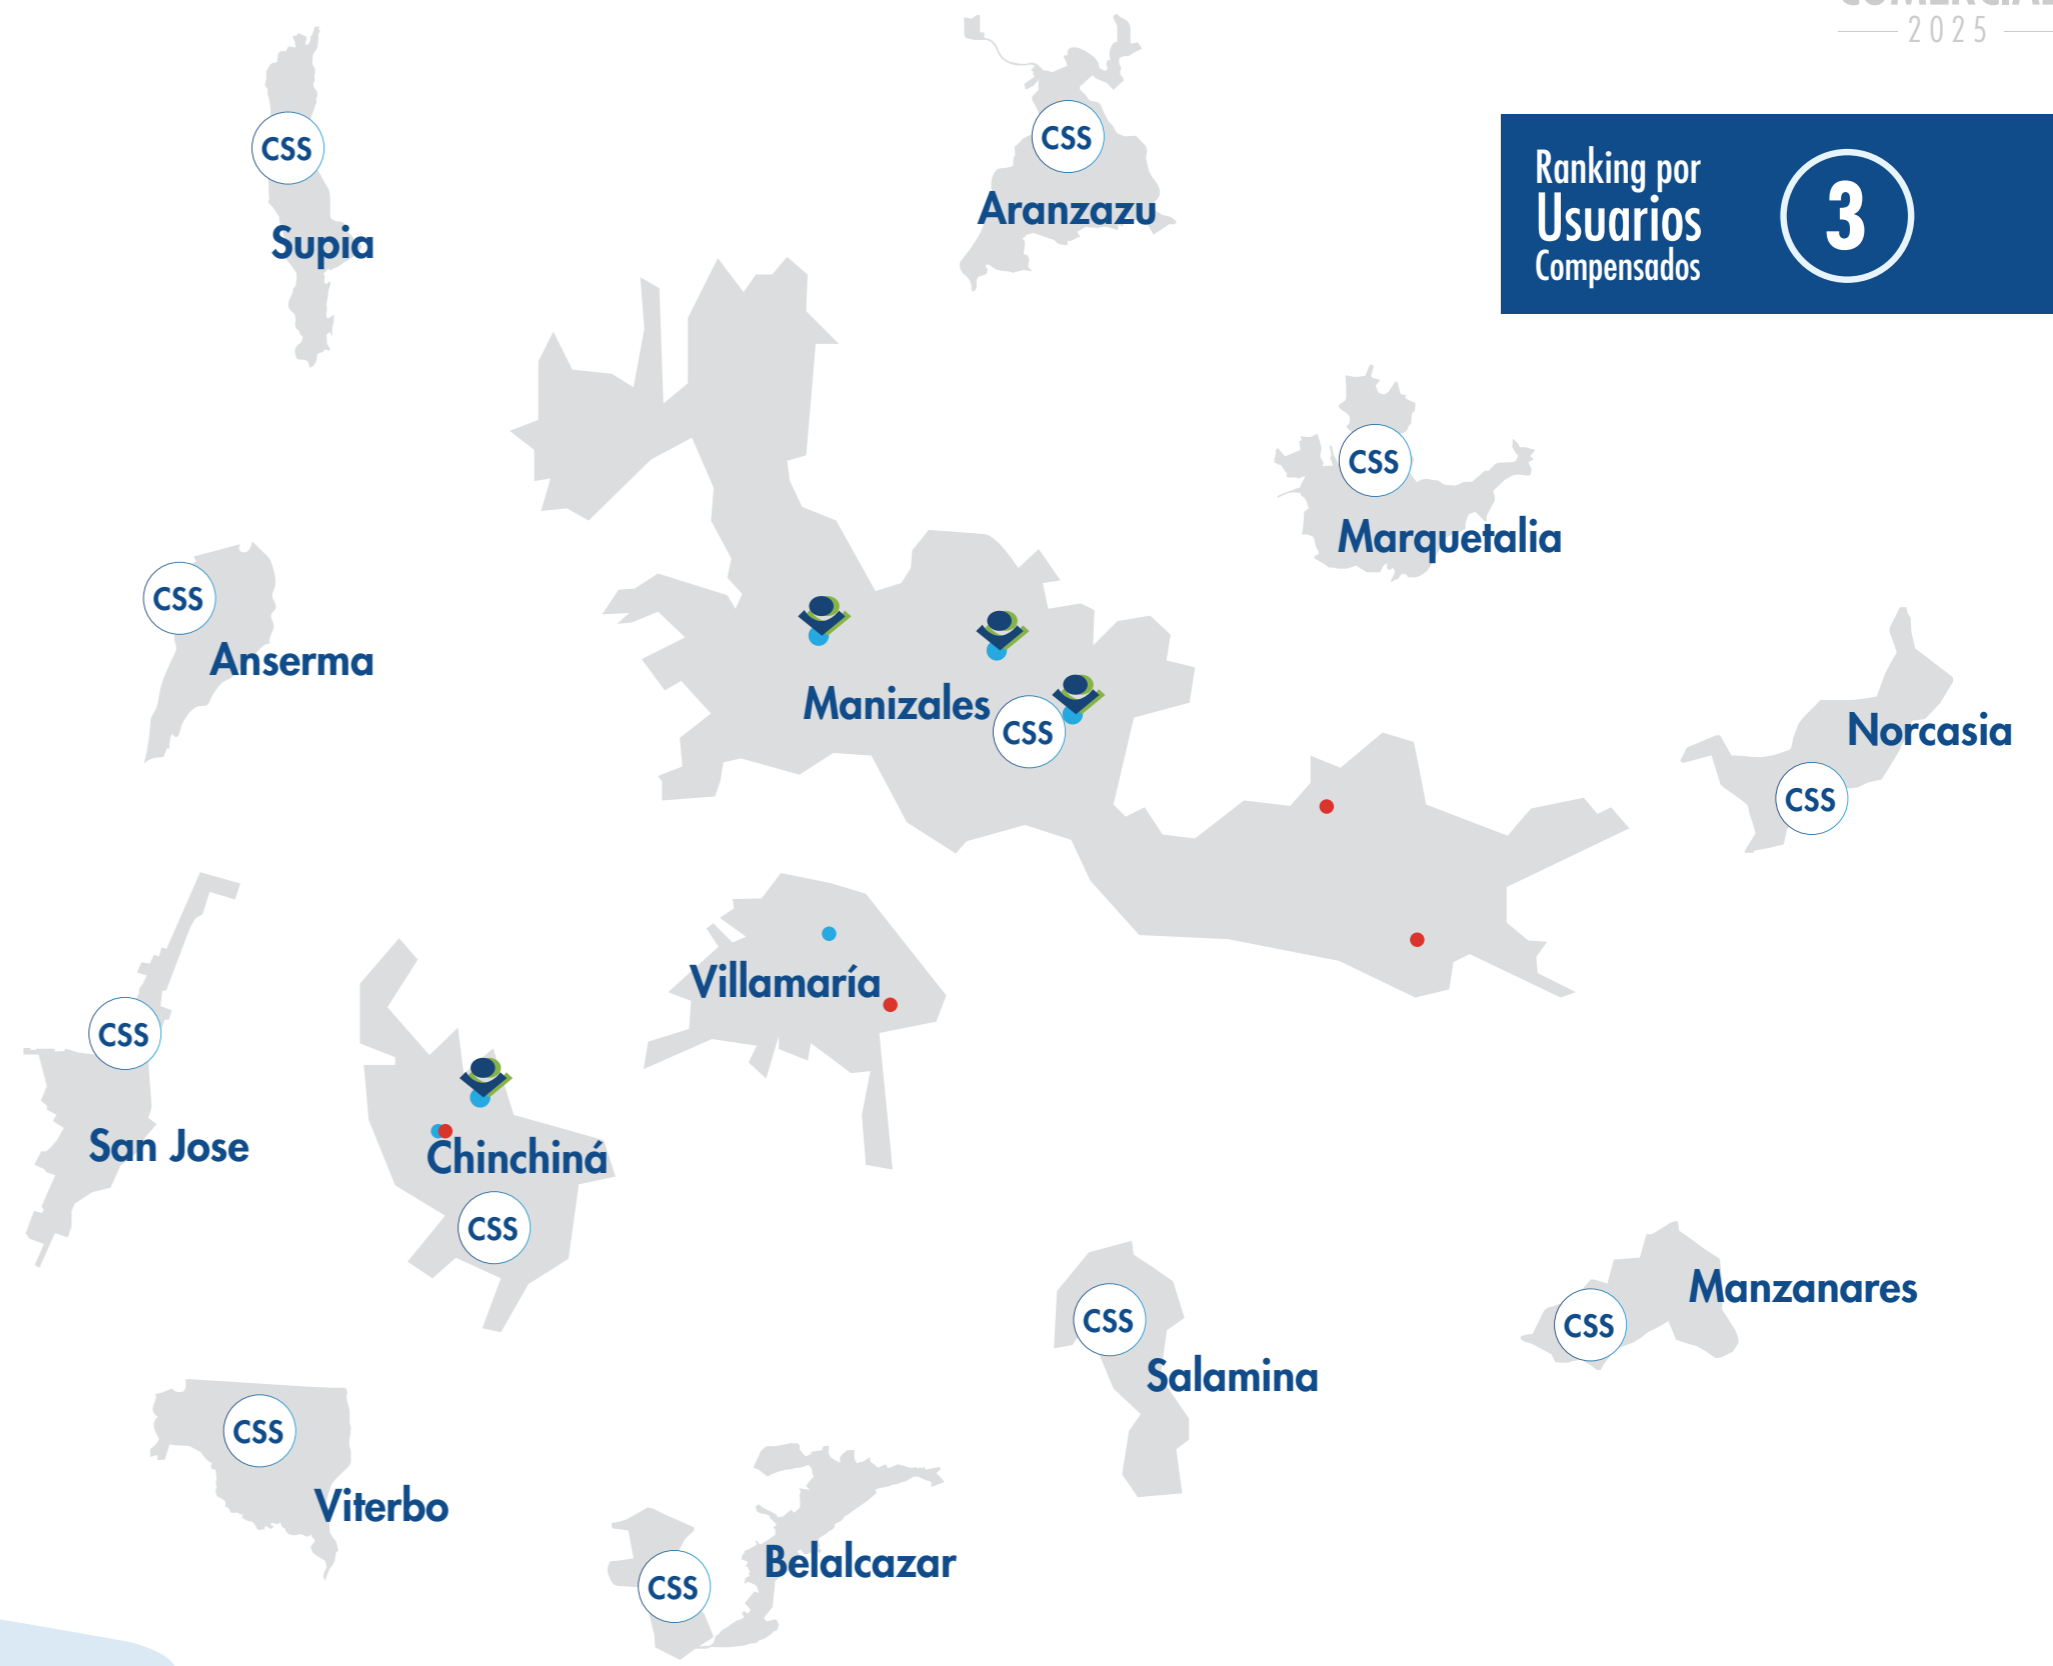 COMERCIAL
2025
CSS
Supia
CSS
Aranzazu
Ranking por
Usuarios
Compensados
3
CSS
Marquetalia
CSS
Anserma
Manizales
CSS
Norcasia
CSS
Villamaría
CSS
San Jose
Chinchiná
CSS
CSS
Salamina
Manzanares
CSS
CSS
Viterbo
Belalcazar
CSS